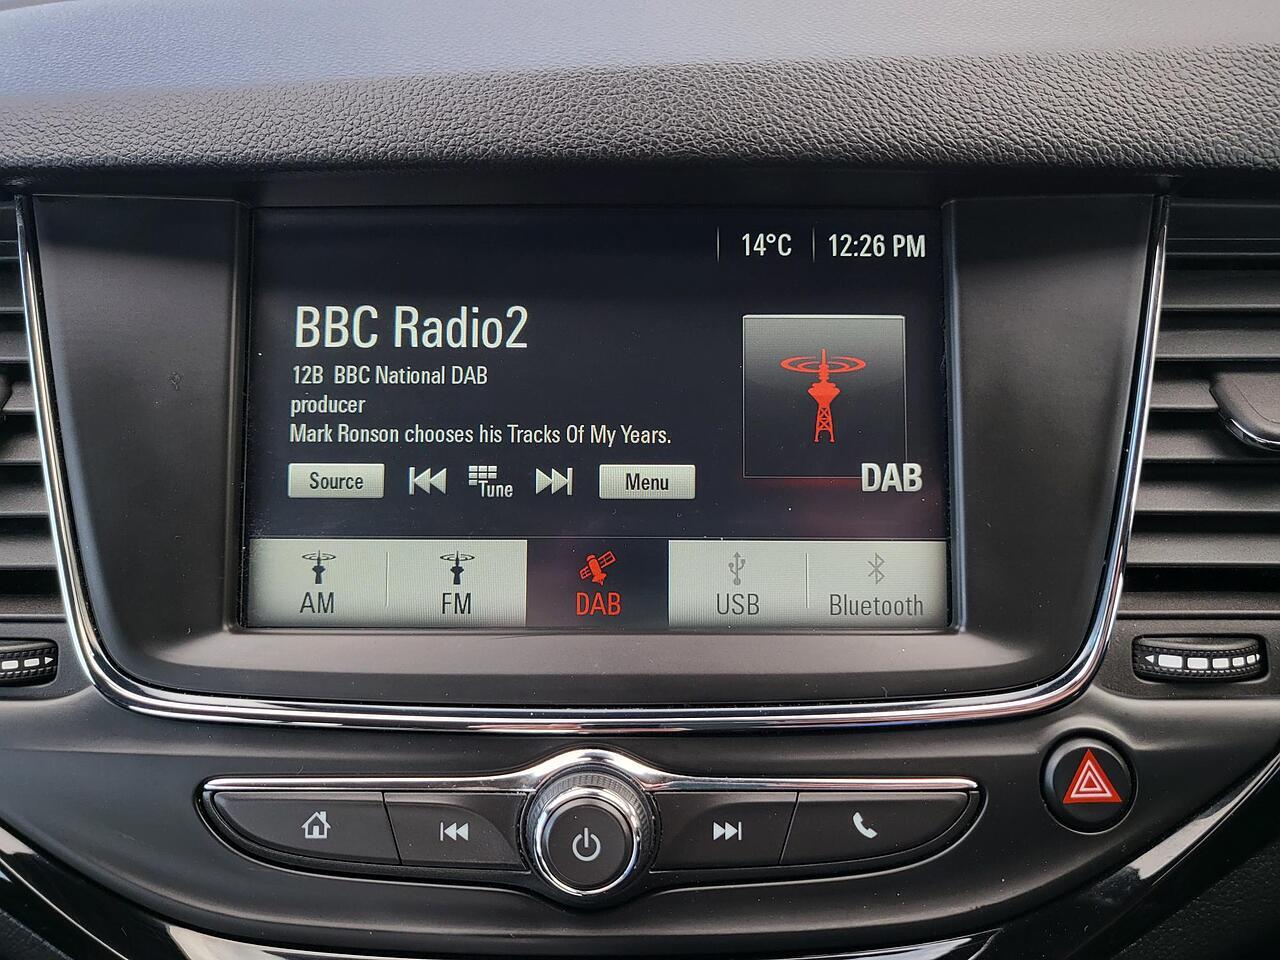 14°C 12:26 PM
BBC Radio2
12B BBC National DAB
producer
Mark Ronson chooses his Tracks Of My Years.
DAB
Source Tune Menu
AM FM DAB USB Bluetooth